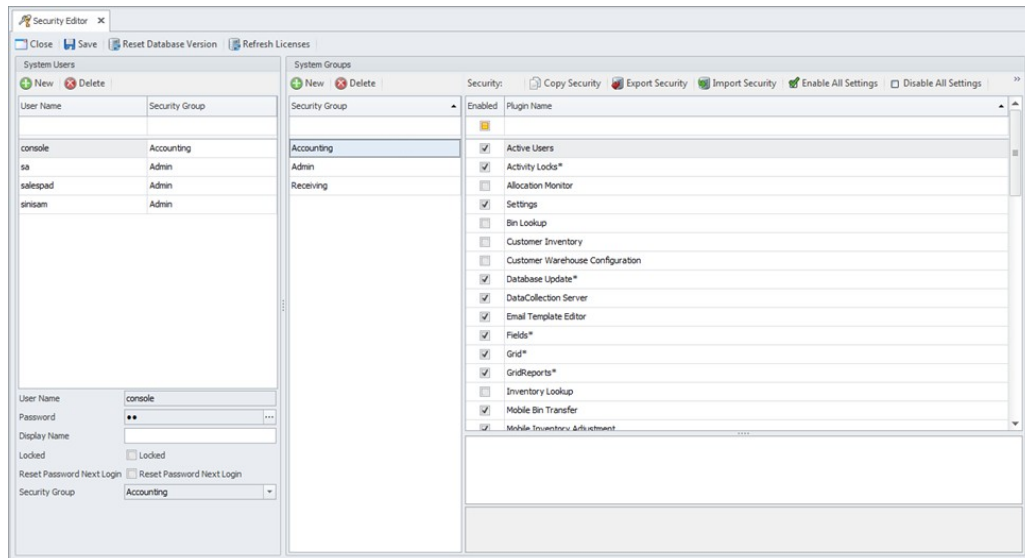 Security Editor ×
Close Save Reset Database Version Refresh Licenses
System Users
New Delete
User Name Security Group
console Accounting
sa Admin
salespad Admin
sinisam Admin
User Name console
Password ••
Display Name
Locked Locked
Reset Password Next Login Reset Password Next Login
Security Group Accounting
System Groups
New Delete
Security Group
Accounting
Admin
Receiving
Security: Copy Security Export Security Import Security Enable All Settings Disable All Settings »
Enabled Plugin Name
Active Users
Activity Locks*
Allocation Monitor
Settings
Bin Lookup
Customer Inventory
Customer Warehouse Configuration
Database Update*
DataCollection Server
Email Template Editor
Fields*
Grid*
GridReports*
Inventory Lookup
Mobile Bin Transfer
Mobile Inventory Adjustment